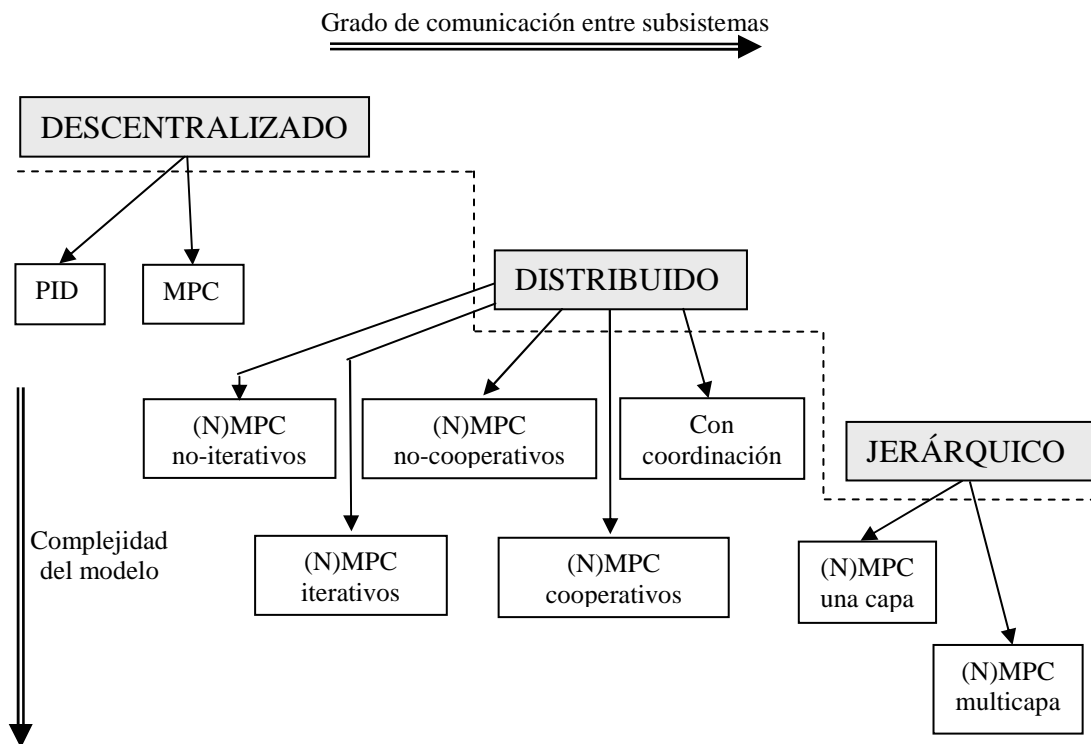 Grado de comunicación entre subsistemas
DESCENTRALIZADO
PID
MPC
DISTRIBUIDO
(N)MPC
no-iterativos
(N)MPC
no-cooperativos
Con
coordinación
JERÁRQUICO
Complejidad
del modelo
(N)MPC
iterativos
(N)MPC
cooperativos
(N)MPC
una capa
(N)MPC
multicapa